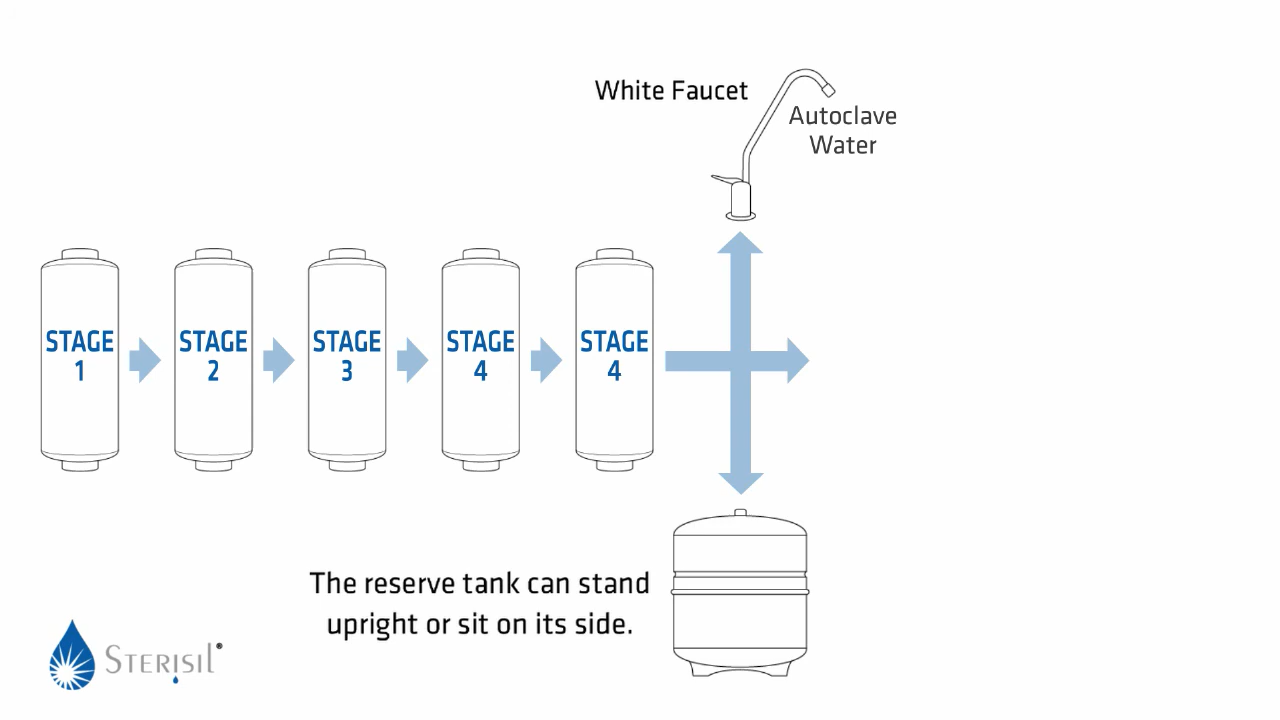 White Faucet
Autoclave
Water
STAGE
1
STAGE
2
STAGE
3
STAGE
4
STAGE
4
The reserve tank can stand
upright or sit on its side.
STERISIL®